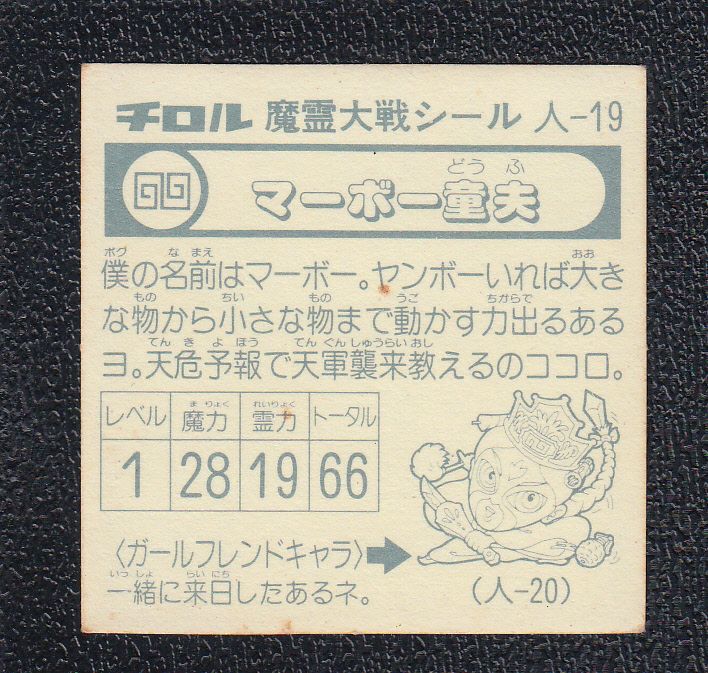 チロル 魔霊大戦シール 人-19
どう ふ
マーボー童夫
ボク なまえ おお
僕の名前はマーボー。ヤンボーいれば大き
もの ちい もの うご ちからで
な物から小さな物まで動かす力出るある
てんきよほう てんぐんしゅうらいおし
ヨ。天危予報で天軍襲来教えるのココロ。
まりょく れいりょく
レベル 魔力 霊力 トータル
1 28 19 66
〈ガールフレンドキャラ〉➡
いっしょ らいにち
一緒に来日したあるネ。 (人-20)